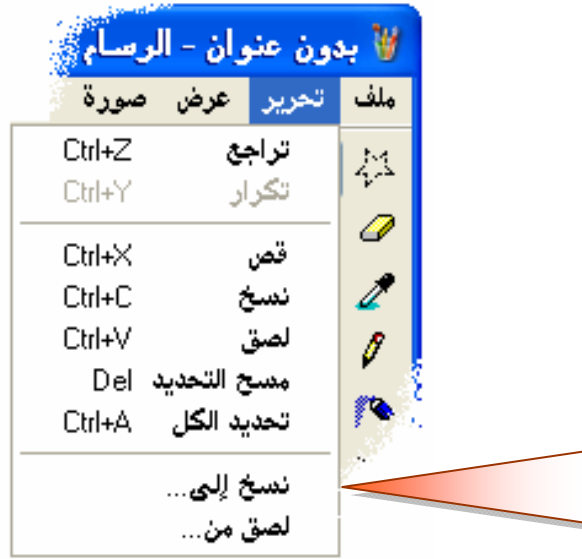 بدون عنوان - الرسام
ملف تحرير عرض صورة
تراجع Ctrl+Z
تكرار Ctrl+Y
قص Ctrl+X
نسخ Ctrl+C
لصق Ctrl+V
مسح التحديد Del
تحديد الكل Ctrl+A
نسخ إلى...
لصق من...